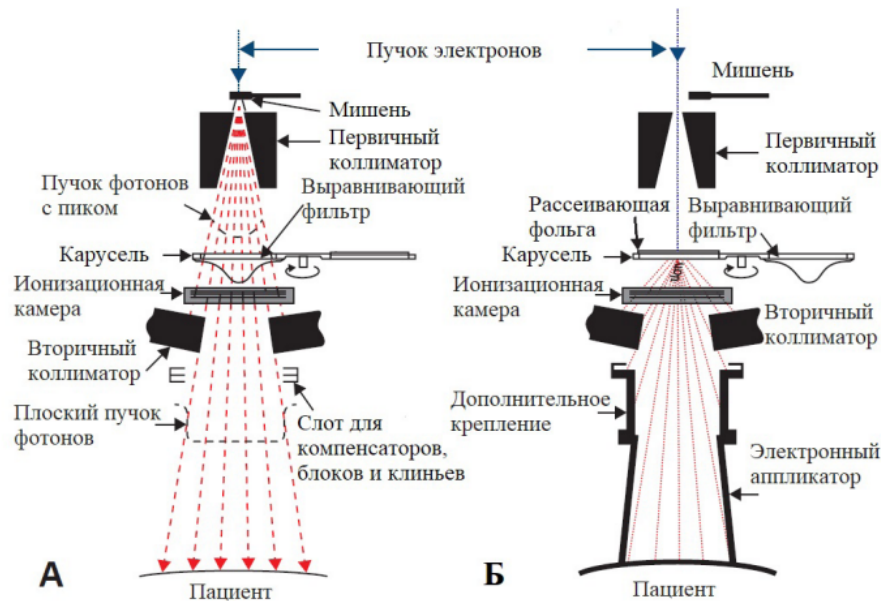 Пучок электронов
Мишень
Первичный
коллиматор
Пучок фотонов
с пиком
Выравнивающий
фильтр
Карусель
Ионизационная
камера
Вторичный
коллиматор
Плоский пучок
фотонов
Слот для
компенсаторов,
блоков и клиньев
А
Пациент
Мишень
Первичный
коллиматор
Рассеивающая
фольга
Выравнивающий
фильтр
Карусель
Ионизационная
камера
Вторичный
коллиматор
Дополнительное
крепление
Электронный
аппликатор
Б
Пациент